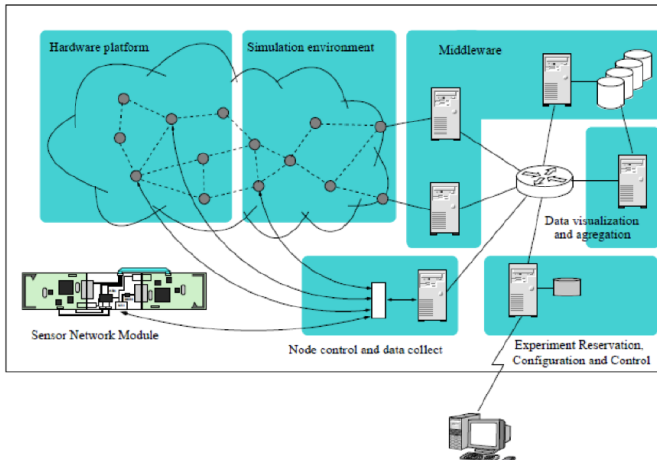 Hardware platform
Simulation environment
Middleware
Data visualization
and agregation
Sensor Network Module
Node control and data collect
Experiment Reservation,
Configuration and Control